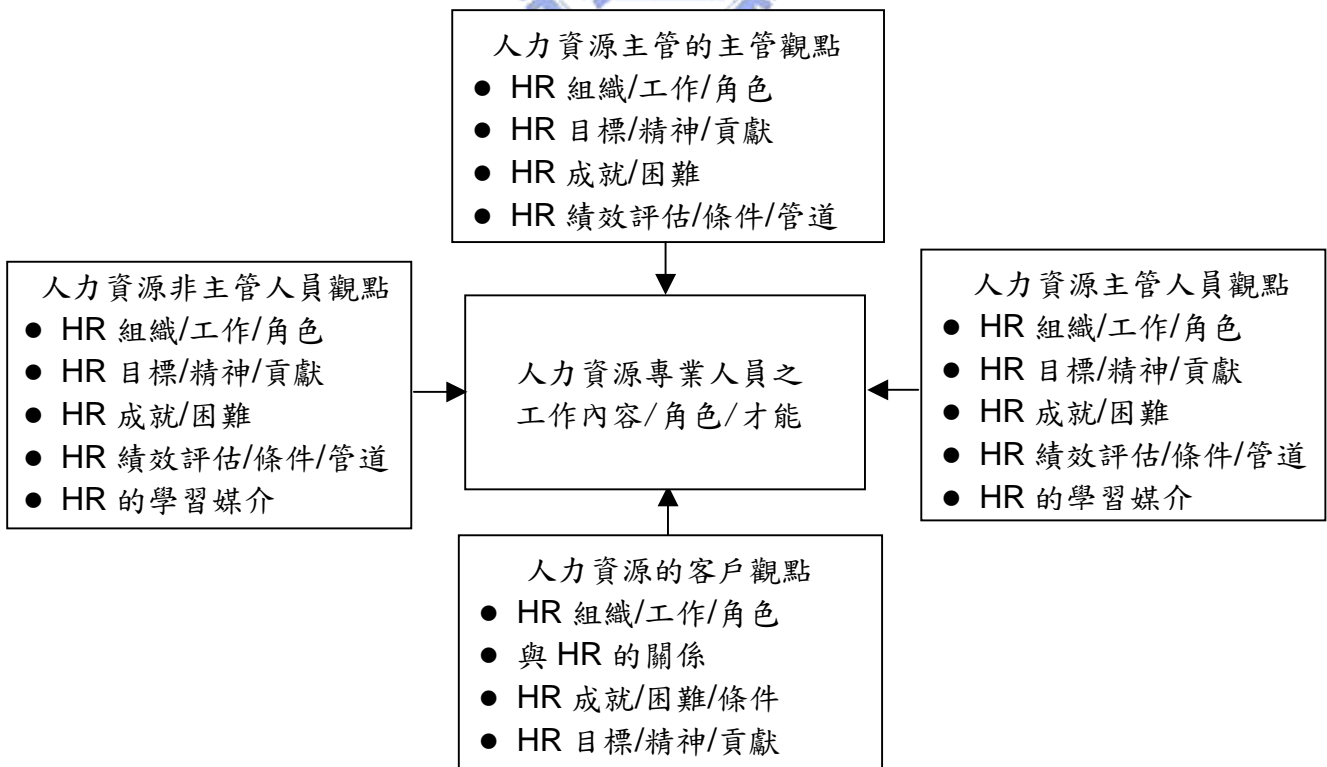 人力資源主管的主管觀點
● HR 組織/工作/角色
● HR 目標/精神/貢獻
● HR 成就/困難
● HR 績效評估/條件/管道
人力資源非主管人員觀點
● HR 組織/工作/角色
● HR 目標/精神/貢獻
● HR 成就/困難
● HR 績效評估/條件/管道
● HR 的學習媒介
人力資源專業人員之
工作內容/角色/才能
人力資源主管人員觀點
● HR 組織/工作/角色
● HR 目標/精神/貢獻
● HR 成就/困難
● HR 績效評估/條件/管道
● HR 的學習媒介
人力資源的客戶觀點
● HR 組織/工作/角色
● 與 HR 的關係
● HR 成就/困難/條件
● HR 目標/精神/貢獻